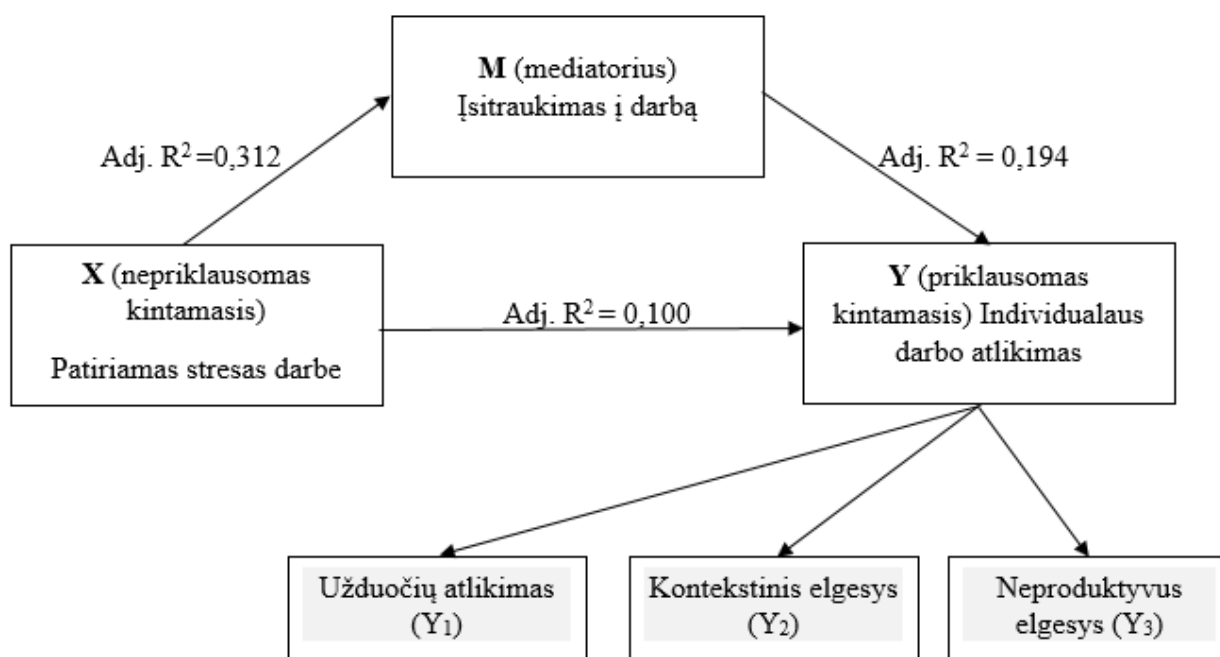 M (mediatorius)
Įsitraukimas į darbą
Adj. R² =0,312
Adj. R² = 0,194
X (nepriklausomas
kintamasis)
Patiriamas stresas darbe
Adj. R² = 0,100
Y (priklausomas
kintamasis) Individualaus
darbo atlikimas
Užduočių atlikimas
(Y₁)
Kontekstinis elgesys
(Y₂)
Neproduktyvus
elgesys (Y₃)